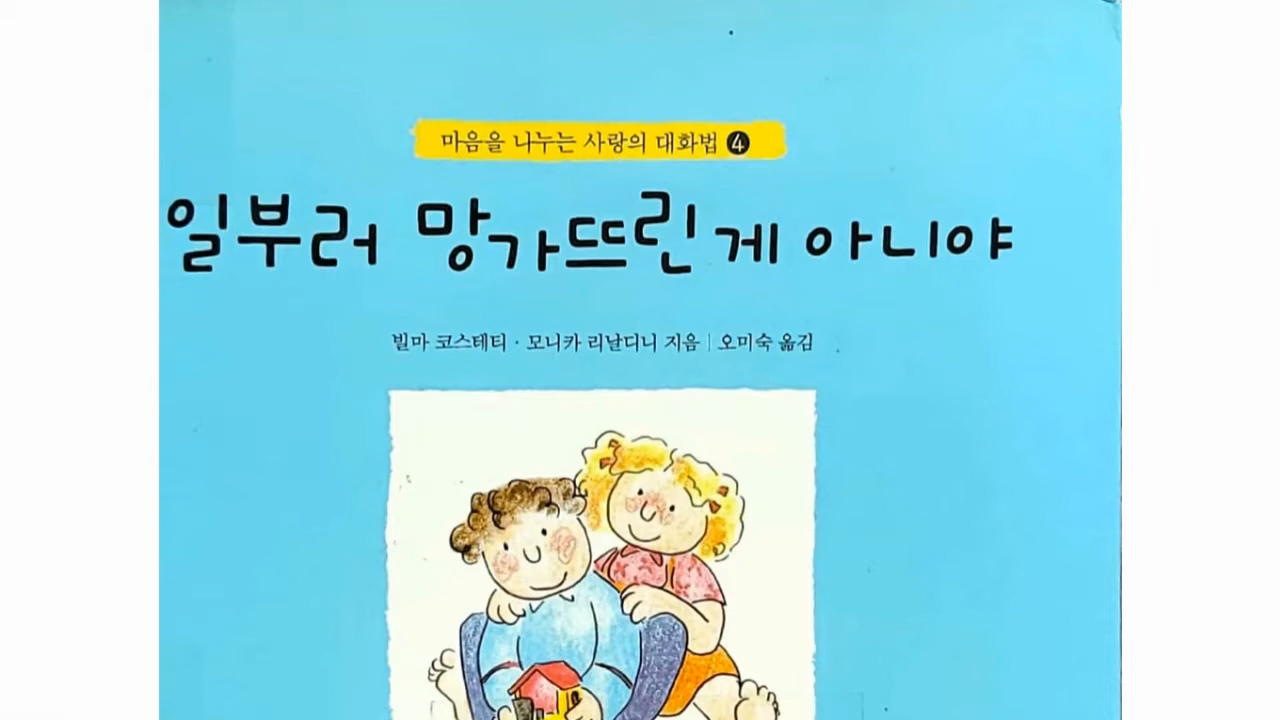 마음을 나누는 사랑의 대화법 4
일부러 망가뜨린 게 아니야
빌마 코스테티 · 모니카 리날디니 지음 | 오미숙 옮김